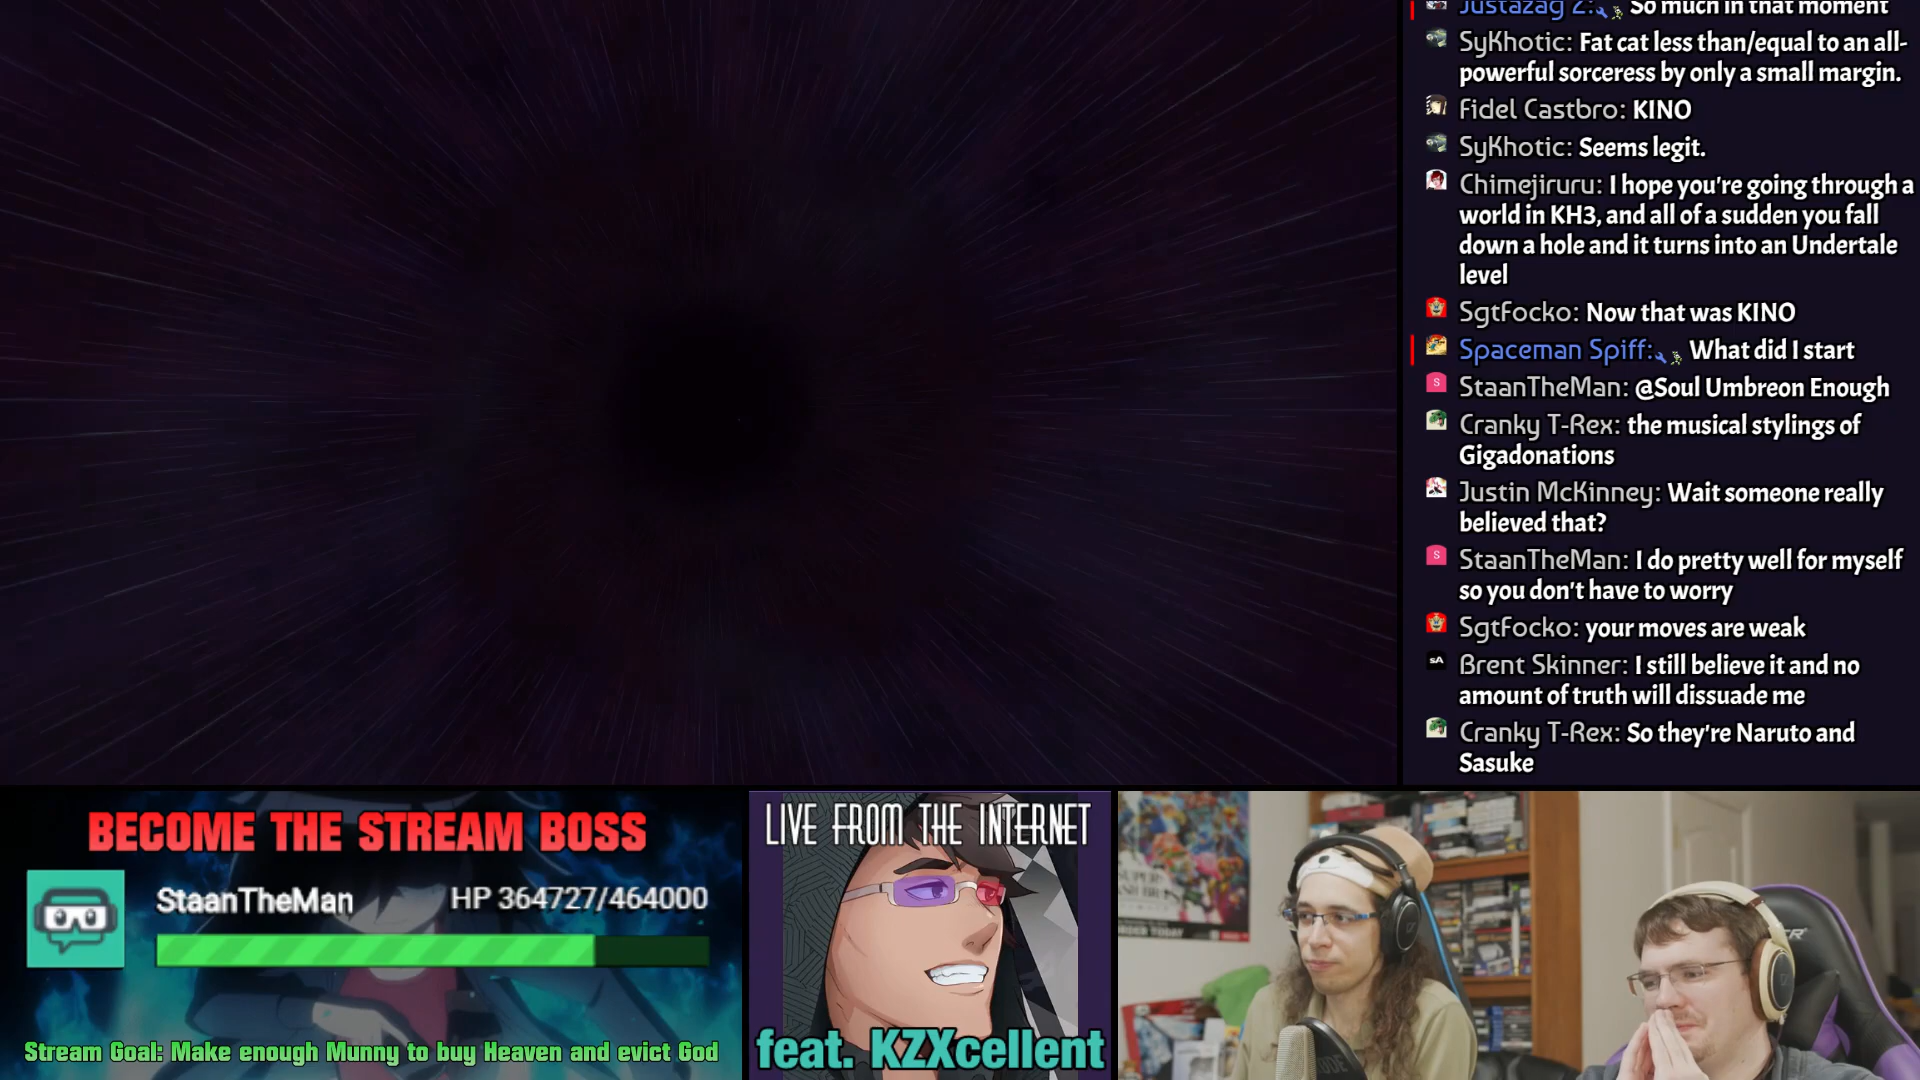 Justazag Z: So much in that moment
SyKhotic: Fat cat less than/equal to an all-
powerful sorceress by only a small margin.
Fidel Castbro: KINO
SyKhotic: Seems legit.
Chimejiruru: I hope you're going through a
world in KH3, and all of a sudden you fall
down a hole and it turns into an Undertale
level
SgtFocko: Now that was KINO
Spaceman Spiff: What did I start
S
StaanTheMan: @Soul Umbreon Enough
Cranky T-Rex: the musical stylings of
Gigadonations
Justin McKinney: Wait someone really
believed that?
S
StaanTheMan: I do pretty well for myself
so you don't have to worry
SgtFocko: your moves are weak
sA
Brent Skinner: I still believe it and no
amount of truth will dissuade me
Cranky T-Rex: So they're Naruto and
Sasuke
BECOME THE STREAM BOSS
StaanTheMan HP 364727/464000
Stream Goal: Make enough Munny to buy Heaven and evict God
LIVE FROM THE INTERNET
feat. KZXcellent